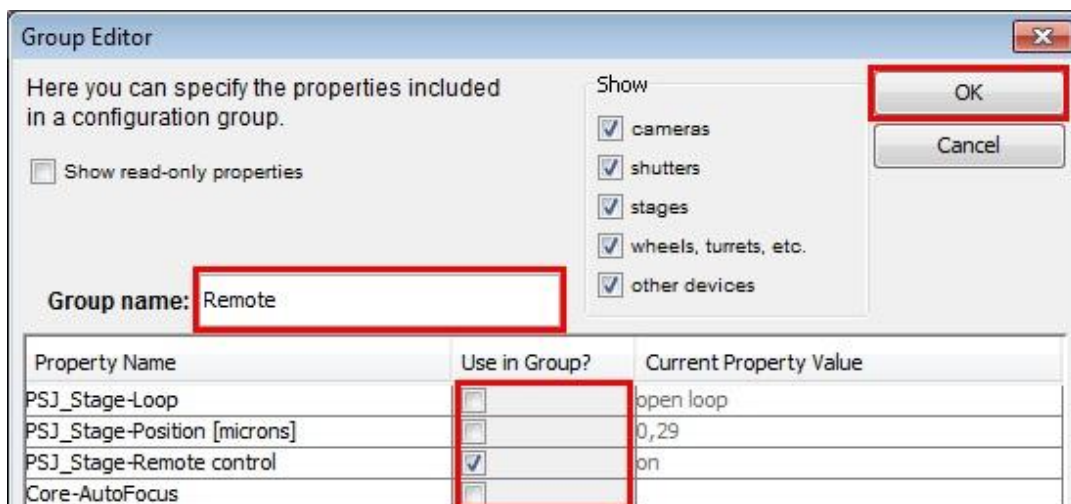 Group Editor
Here you can specify the properties included
in a configuration group.
Show read-only properties
Show
cameras
shutters
stages
wheels, turrets, etc.
other devices
OK
Cancel
Group name: Remote
Property Name Use in Group? Current Property Value
PSJ_Stage-Loop open loop
PSJ_Stage-Position [microns] 0,29
PSJ_Stage-Remote control on
Core-AutoFocus